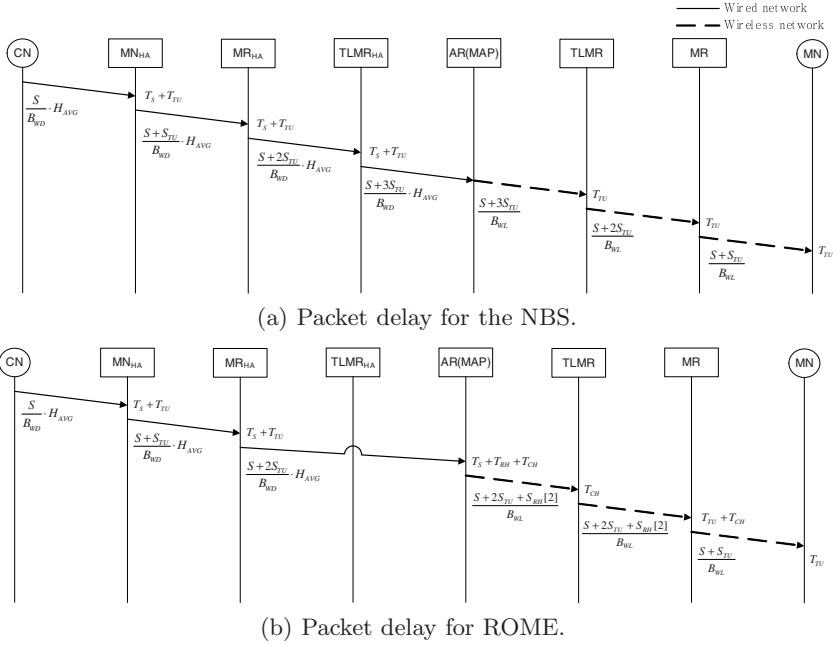 Wired network
Wireless network
CN MN_HA MR_HA TLMR_HA AR(MAP) TLMR MR MN
S/B_WD · H_AVG
T_S + T_TU
(S + S_TU)/B_WD · H_AVG
T_S + T_TU
(S + 2S_TU)/B_WD · H_AVG
T_S + T_TU
(S + 3S_TU)/B_WD · H_AVG
(S + 3S_TU)/B_WL
T_TU
(S + 2S_TU)/B_WL
T_TU
(S + S_TU)/B_WL
T_TU
(a) Packet delay for the NBS.
CN MN_HA MR_HA TLMR_HA AR(MAP) TLMR MR MN
S/B_WD · H_AVG
T_S + T_TU
(S + S_TU)/B_WD · H_AVG
T_S + T_TU
(S + 2S_TU)/B_WD · H_AVG
T_S + T_RH + T_CH
(S + 2S_TU + S_RH[2])/B_WL
T_CH
(S + 2S_TU + S_RH[2])/B_WL
T_TU + T_CH
(S + S_TU)/B_WL
T_TU
(b) Packet delay for ROME.